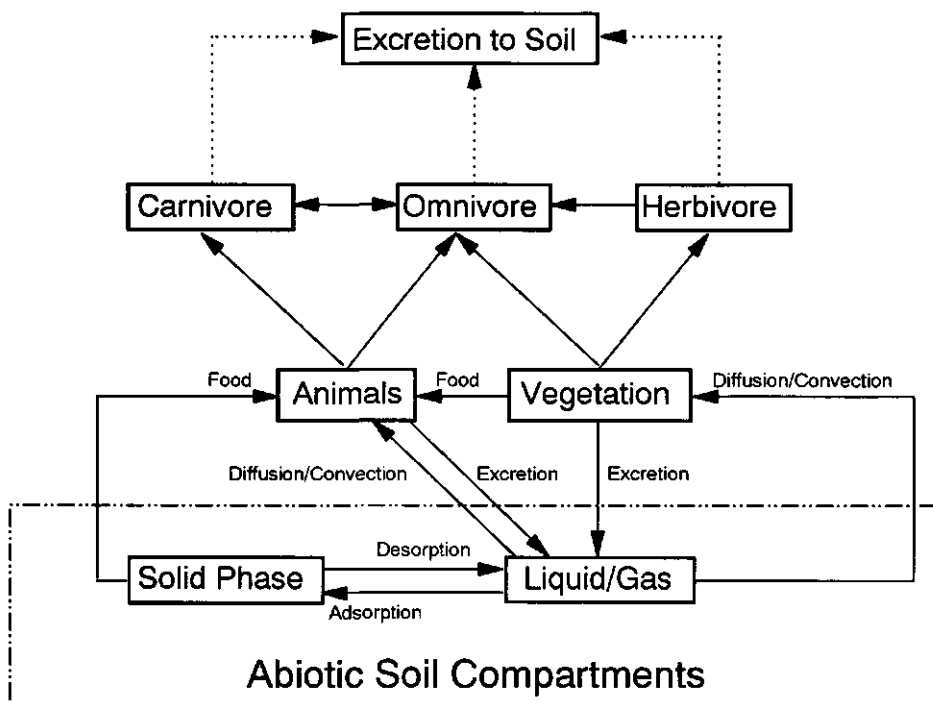 Excretion to Soil
Carnivore
Omnivore
Herbivore
Food
Animals
Food
Vegetation
Diffusion/Convection
Diffusion/Convection
Excretion
Excretion
Solid Phase
Desorption
Adsorption
Liquid/Gas
Abiotic Soil Compartments